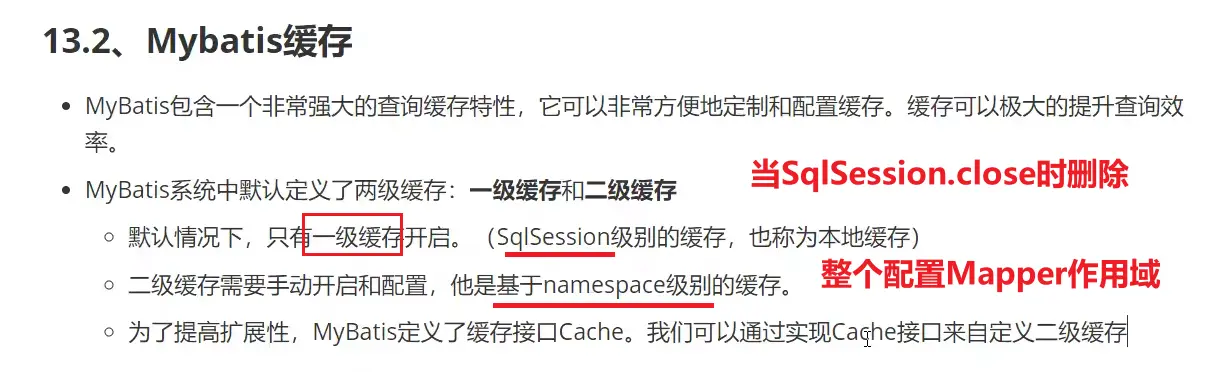 13.2、Mybatis缓存
MyBatis包含一个非常强大的查询缓存特性，它可以非常方便地定制和配置缓存。缓存可以极大的提升查询效
率。
当SqlSession.close时删除
MyBatis系统中默认定义了两级缓存：一级缓存和二级缓存
默认情况下，只有一级缓存开启。（SqlSession级别的缓存，也称为本地缓存）
整个配置Mapper作用域
二级缓存需要手动开启和配置，他是基于namespace级别的缓存。
为了提高扩展性，MyBatis定义了缓存接口Cache。我们可以通过实现Cache接口来自定义二级缓存